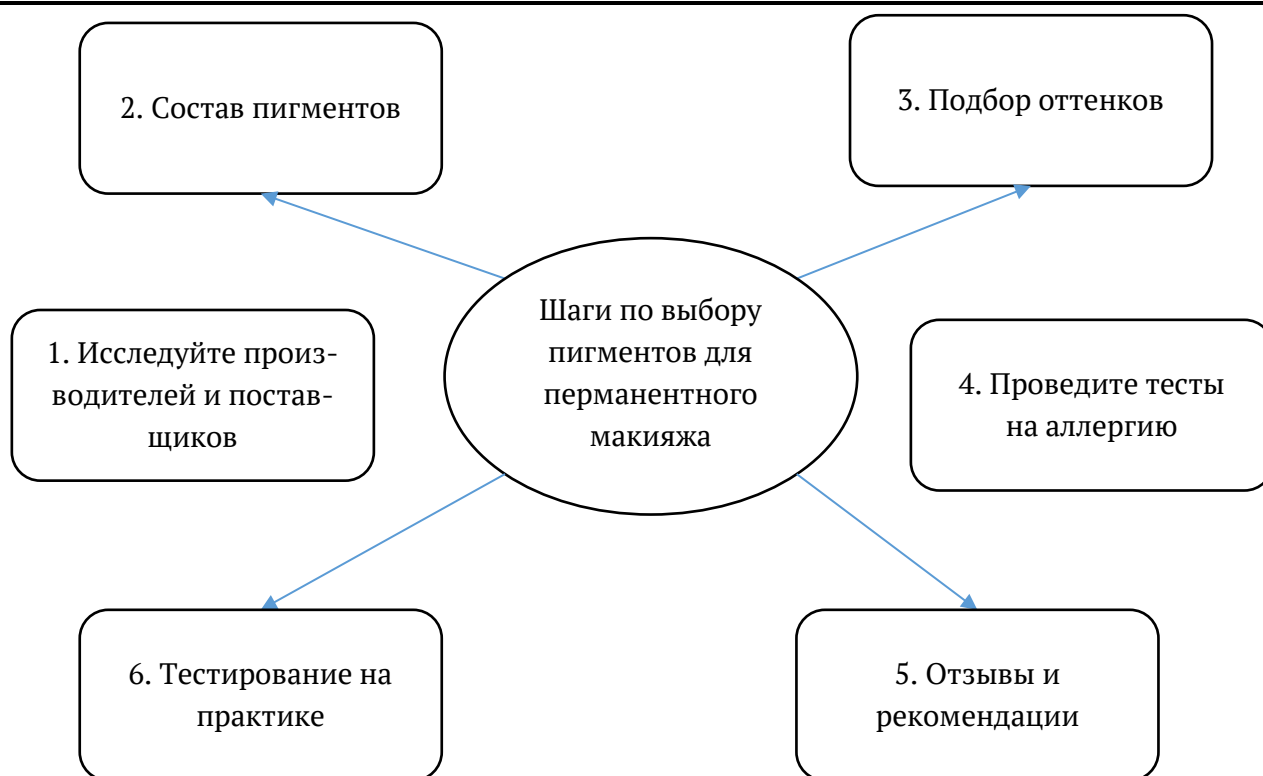 2. Состав пигментов
3. Подбор оттенков
Шаги по выбору
пигментов для
перманентного
макияжа
1. Исследуйте произ-
водителей и постав-
щиков
4. Проведите тесты
на аллергию
6. Тестирование на
практике
5. Отзывы и
рекомендации